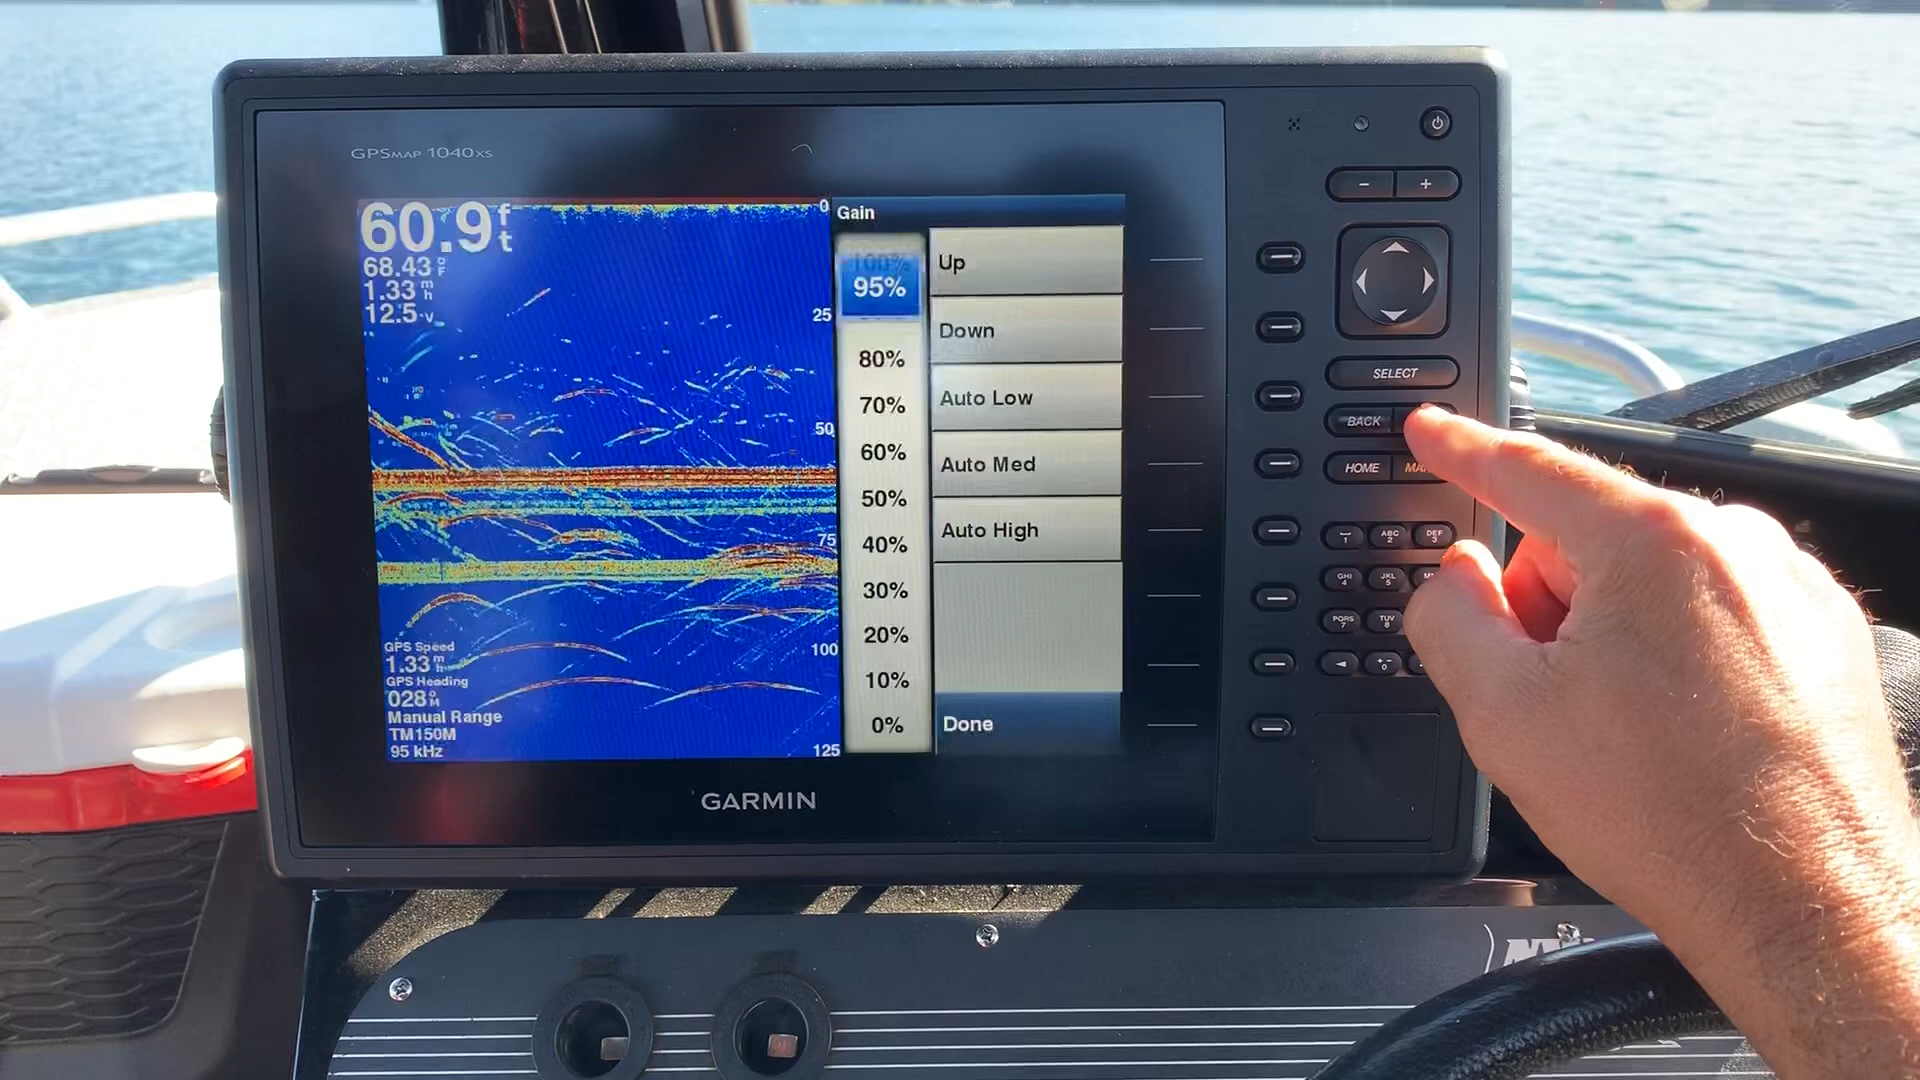 GPSMAP 1040XS
60.9 ft
68.43 °F
1.33 mh
12.5 v
0
25
50
75
100
125
GPS Speed
1.33 mh
GPS Heading
028° M
Manual Range
TM150M
95 kHz
Gain
100%
95%
80%
70%
60%
50%
40%
30%
20%
10%
0%
Up
Down
Auto Low
Auto Med
Auto High
Done
GARMIN
- +
SELECT
BACK
HOME
1 ABC 2 DEF 3
GHI 4 JKL 5
PQRS 7 TUV 8
0